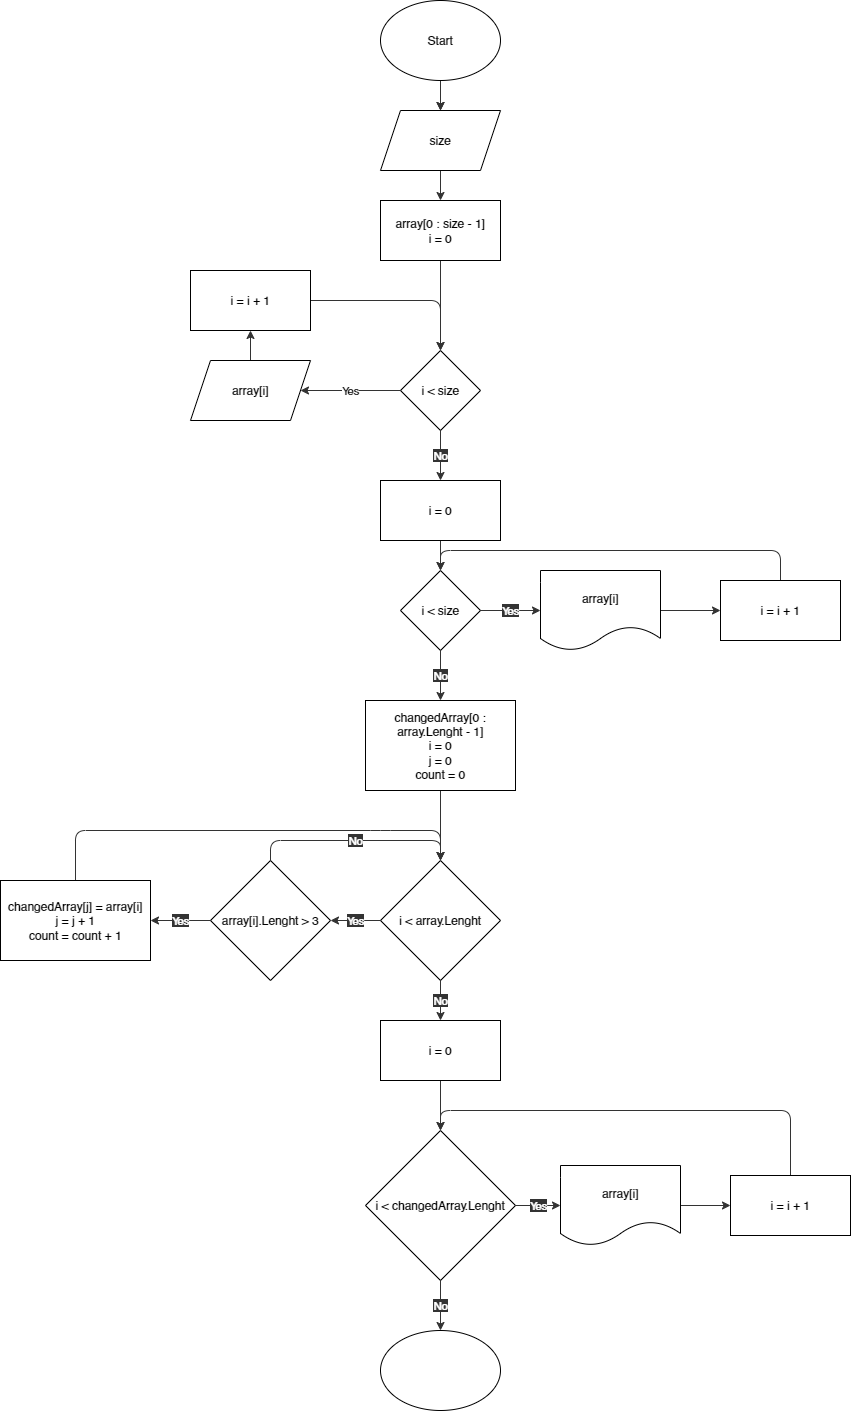 Start
size
array[0 : size - 1]
i = 0
i = i + 1
array[i]
Yes
i < size
No
i = 0
i < size
Yes
array[i]
i = i + 1
No
changedArray[0 :
array.Lenght - 1]
i = 0
j = 0
count = 0
No
changedArray[j] = array[i]
j = j + 1
count = count + 1
Yes
array[i].Lenght > 3
Yes
i < array.Lenght
No
i = 0
i < changedArray.Lenght
Yes
array[i]
i = i + 1
No